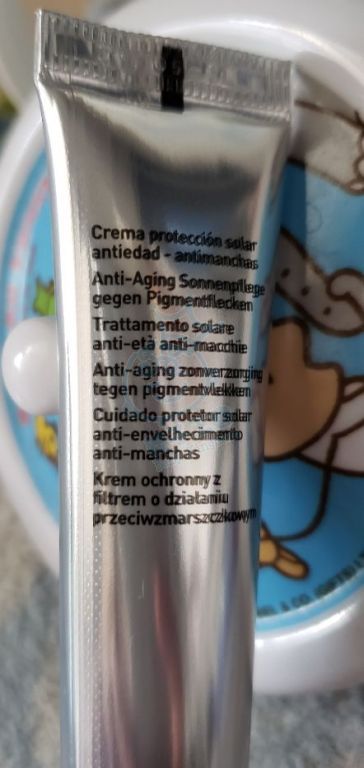 Crema protección solar
antiedad - antimanchas
Anti-Aging Sonnenpflege
gegen Pigmentflecken
Trattamento solare
anti-età anti-macchie
Anti-aging zonverzorging
tegen pigmentvlekken
Cuidado protetor solar
anti-envelhecimento
anti-manchas
Krem ochronny z
filtrem o działaniu
przeciwzmarszczkowym
& CO.